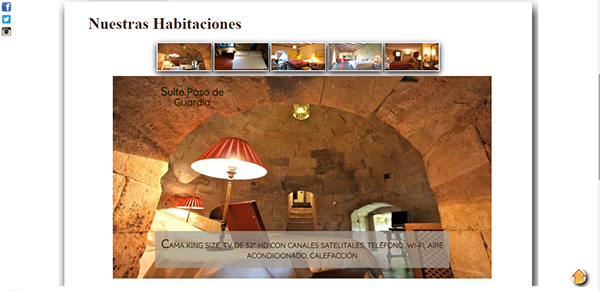 Nuestras Habitaciones
Suite Paso de
Guardia
CAMA KING SIZE, TV DE 32" HD CON CANALES SATELITALES, TELÉFONO, WI-FI, AIRE
ACONDICIONADO, CALEFACCIÓN